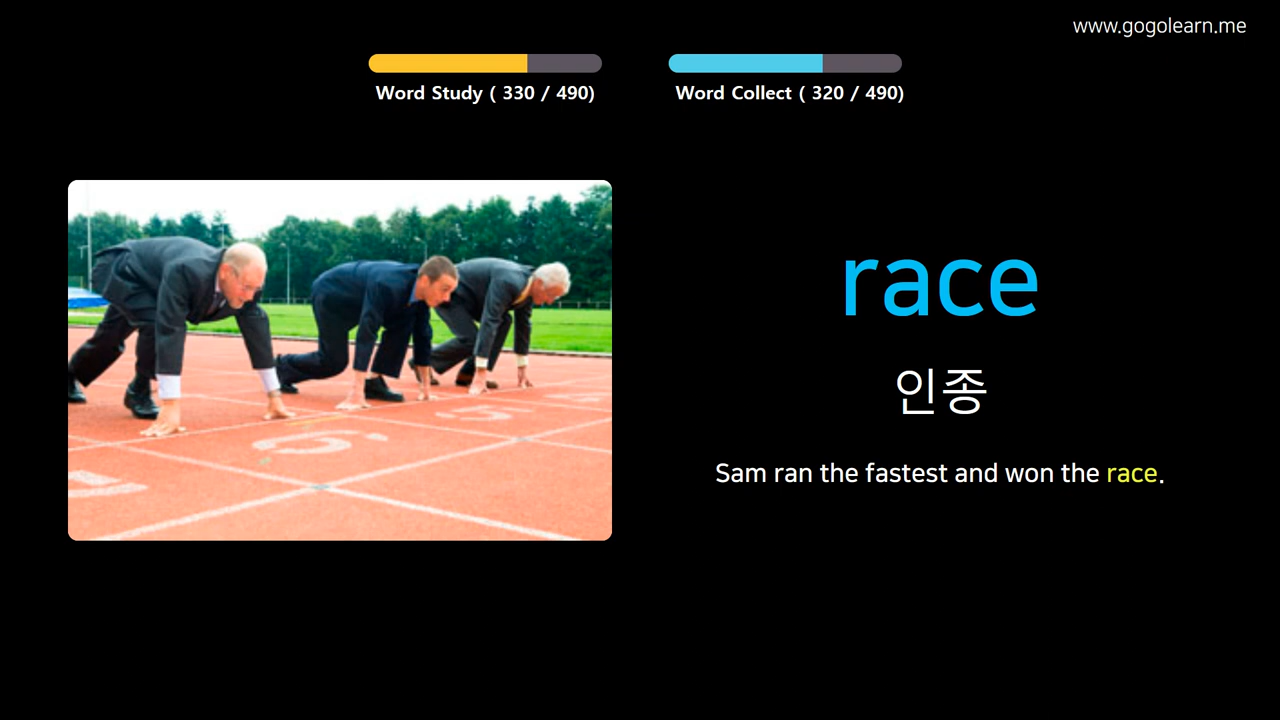 www.gogolearn.me
Word Study ( 330 / 490)
Word Collect ( 320 / 490)
race
인종
Sam ran the fastest and won the race.